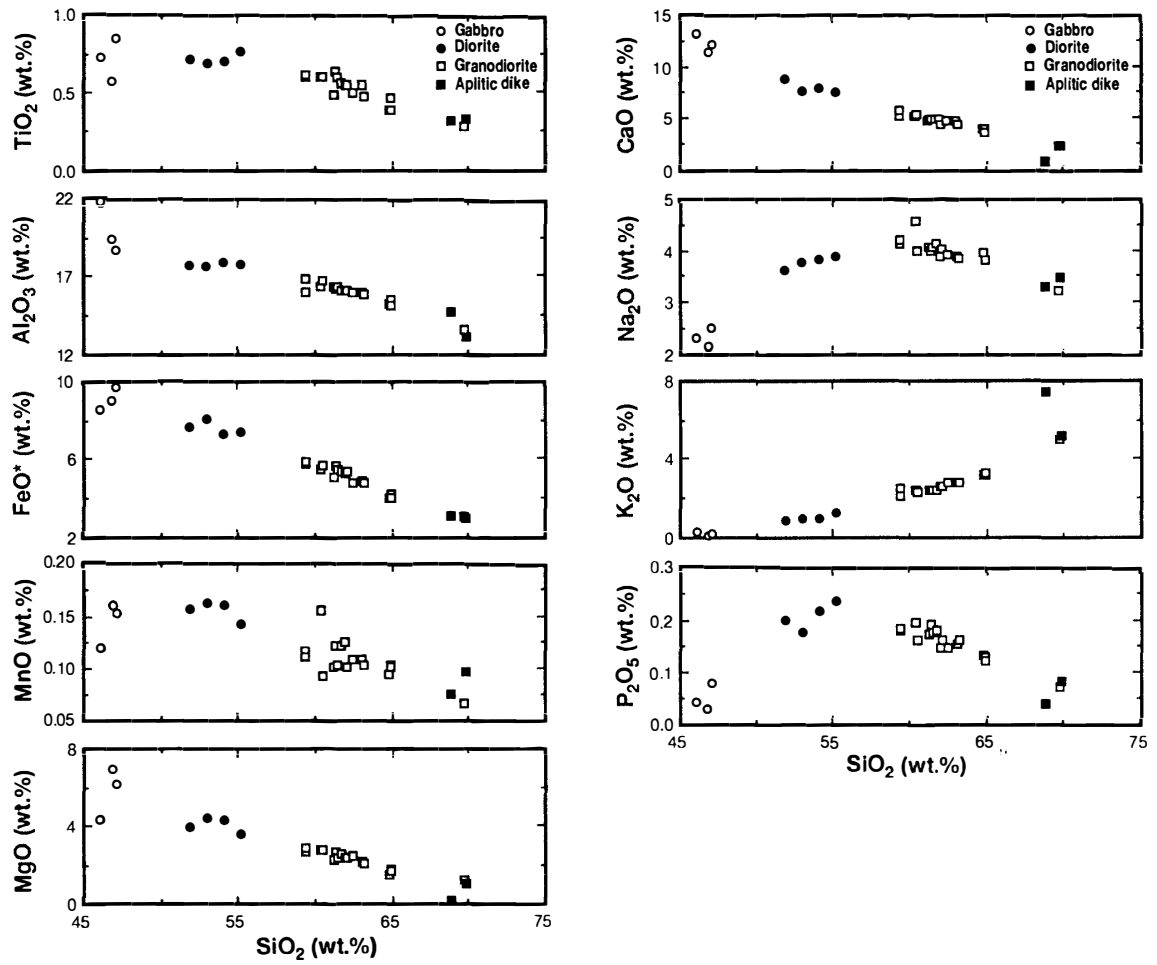 TiO₂ (wt.%)
1.0
0.5
0.0
45
55
65
75
Gabbro
Diorite
Granodiorite
Aplitic dike
Al₂O₃ (wt.%)
22
17
12
FeO* (wt.%)
10
6
2
MnO (wt.%)
0.20
0.15
0.10
0.05
MgO (wt.%)
8
4
0
45
55
65
75
SiO₂ (wt.%)
CaO (wt.%)
15
10
5
0
Gabbro
Diorite
Granodiorite
Aplitic dike
Na₂O (wt.%)
5
4
3
2
K₂O (wt.%)
8
4
0
P₂O₅ (wt.%)
0.3
0.2
0.1
0.0
45
55
65
75
SiO₂ (wt.%)